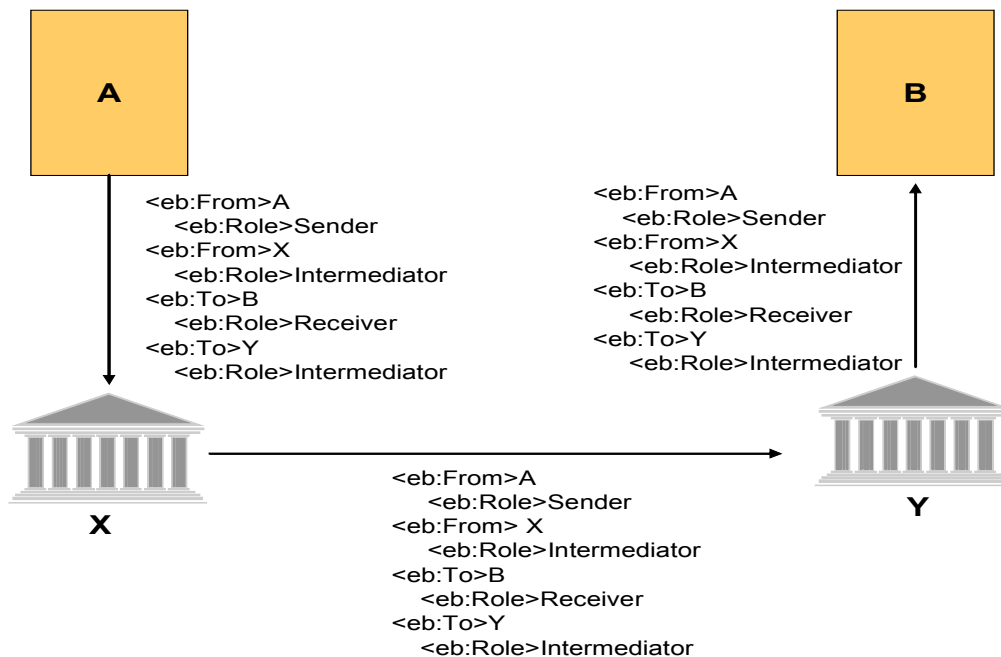 A
B
<eb:From>A
<eb:Role>Sender
<eb:From>X
<eb:Role>Intermediator
<eb:To>B
<eb:Role>Receiver
<eb:To>Y
<eb:Role>Intermediator
<eb:From>A
<eb:Role>Sender
<eb:From>X
<eb:Role>Intermediator
<eb:To>B
<eb:Role>Receiver
<eb:To>Y
<eb:Role>Intermediator
X
Y
<eb:From>A
<eb:Role>Sender
<eb:From> X
<eb:Role>Intermediator
<eb:To>B
<eb:Role>Receiver
<eb:To>Y
<eb:Role>Intermediator